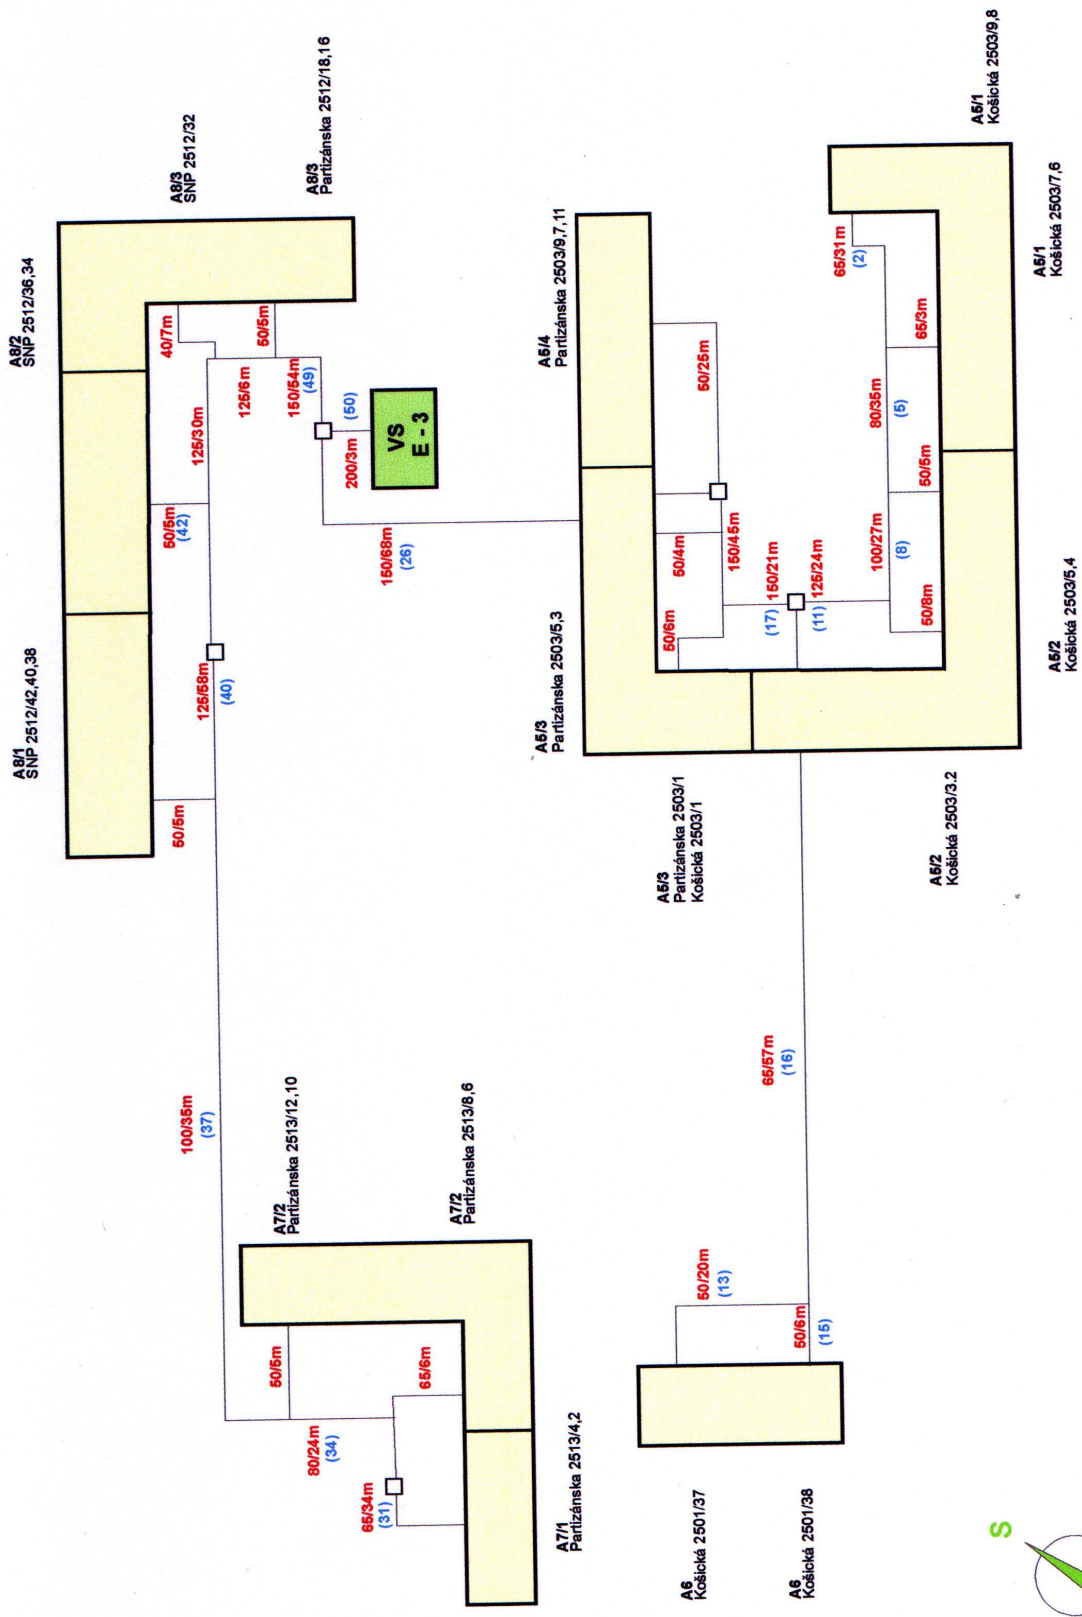 A8/1
SNP 2512/42,40,38
A8/2
SNP 2512/36,34
A8/3
SNP 2512/32
A8/3
Partizánska 2512/18,16
50/5m
125/58m
(40)
50/5m
(42)
125/30m
40/7m
125/6m
50/5m
150/54m
(49)
200/3m
(50)
VS
E - 3
150/68m
(26)
100/35m
(37)
A7/2
Partizánska 2513/12,10
A7/2
Partizánska 2513/8,6
50/5m
80/24m
(34)
65/6m
65/34m
(31)
A7/1
Partizánska 2513/4,2
A5/3
Partizánska 2503/5,3
A5/4
Partizánska 2503/9,7,11
50/6m
50/4m
150/45m
50/25m
150/21m
(17)
125/24m
(11)
A5/3
Partizánska 2503/1
Košická 2503/1
A5/2
Košická 2503/3.2
50/8m
100/27m
(8)
50/5m
80/35m
(5)
65/3m
65/31m
(2)
A5/2
Košická 2503/5,4
A5/1
Košická 2503/7,6
A5/1
Košická 2503/9,8
65/57m
(16)
50/20m
(13)
50/6m
(15)
A6
Košická 2501/37
A6
Košická 2501/38
S